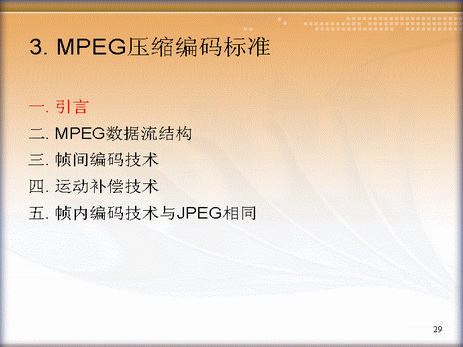 3. MPEG压缩编码标准
一. 引言
二. MPEG数据流结构
三. 帧间编码技术
四. 运动补偿技术
五. 帧内编码技术与JPEG相同
29